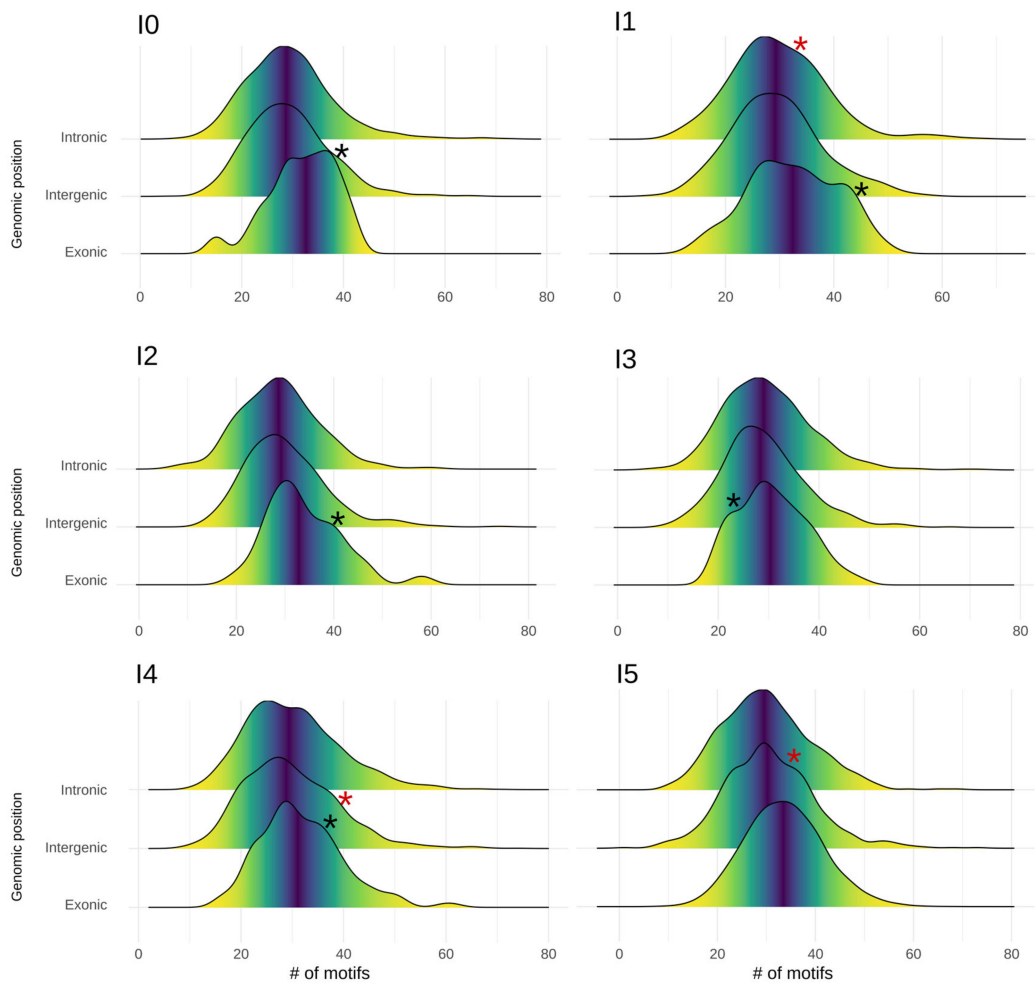 I0
Genomic position
Intronic
*
Intergenic
*
Exonic
0 20 40 60 80
I1
*
*
0 20 40 60
I2
Genomic position
Intronic
Intergenic
*
Exonic
0 20 40 60 80
I3
*
0 20 40 60 80
I4
Genomic position
Intronic
*
Intergenic
*
Exonic
0 20 40 60 80
# of motifs
I5
*
0 20 40 60 80
# of motifs